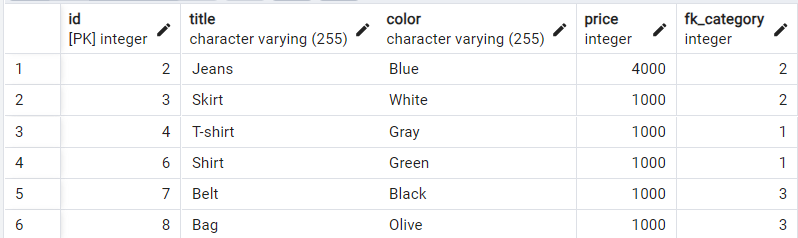 id title color price fk_category
[PK] integer character varying (255) character varying (255) integer integer
1 2 Jeans Blue 4000 2
2 3 Skirt White 1000 2
3 4 T-shirt Gray 1000 1
4 6 Shirt Green 1000 1
5 7 Belt Black 1000 3
6 8 Bag Olive 1000 3